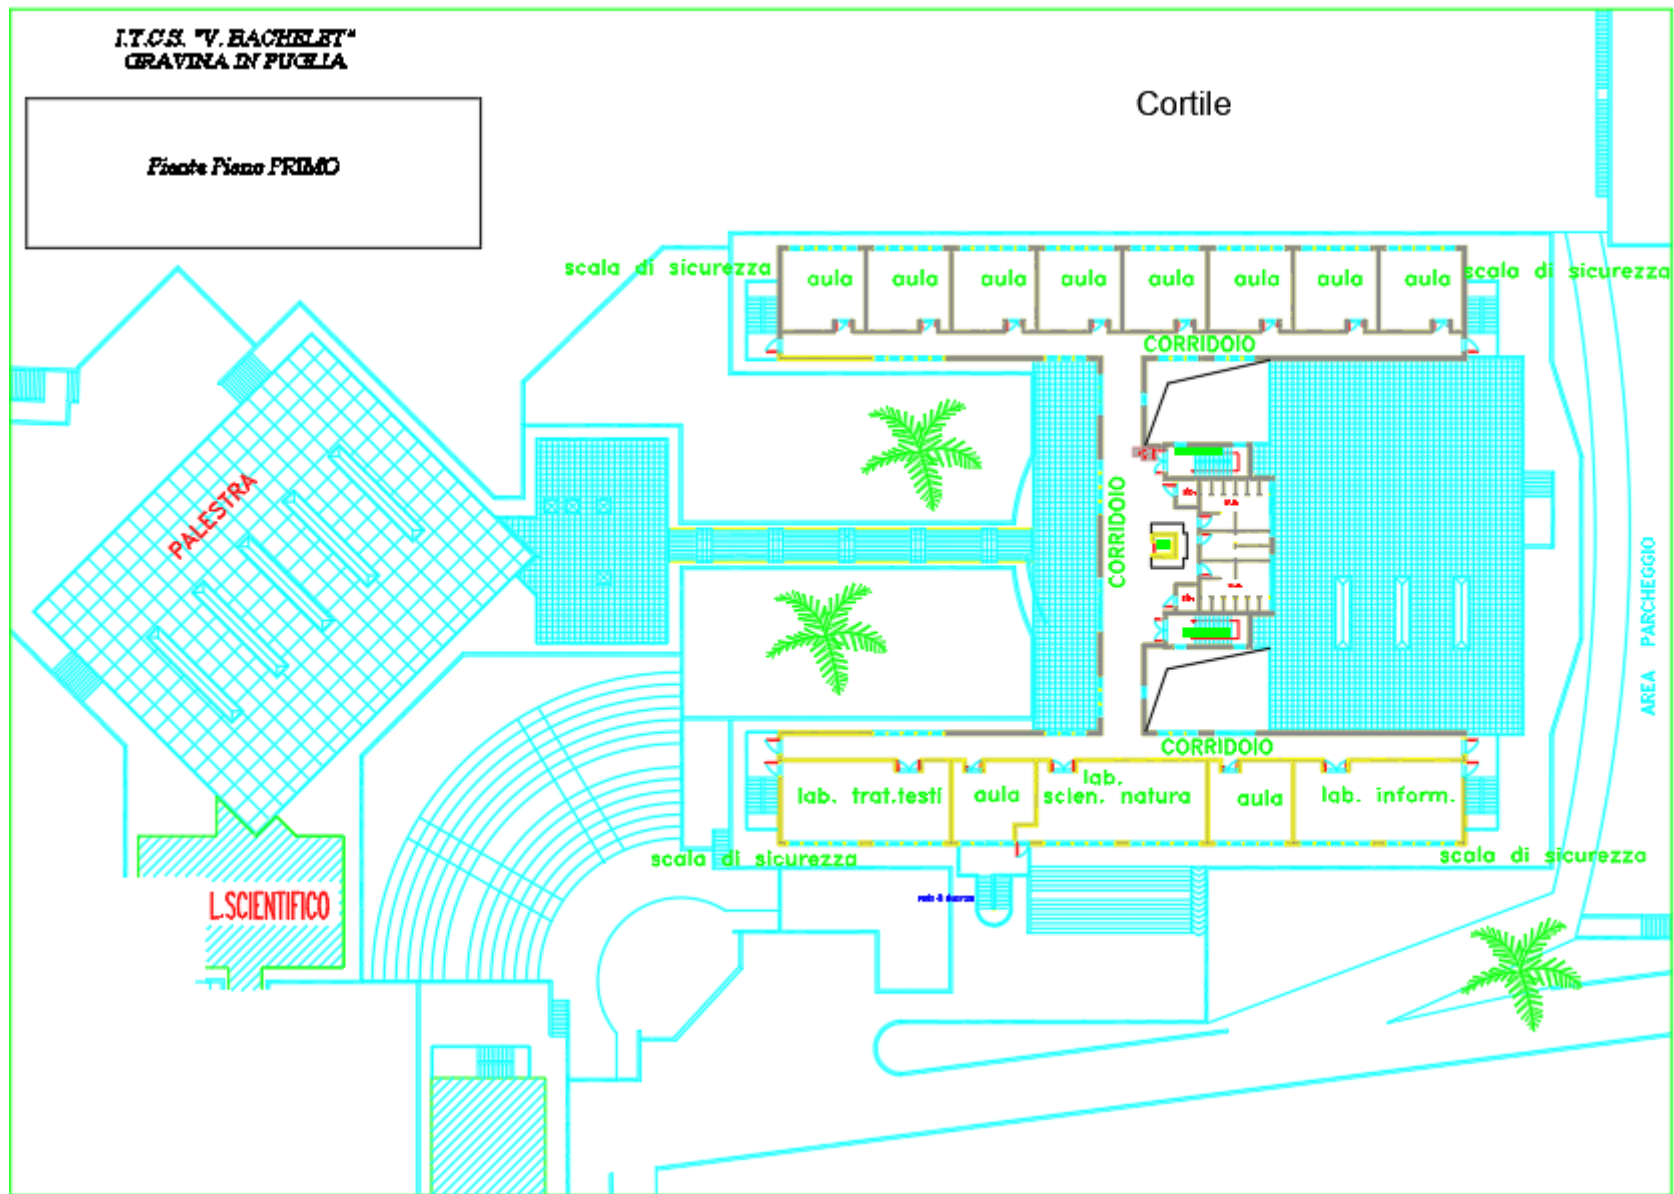 I.T.C.S. "V. BACHELET"
GRAVINA IN PUGLIA
Pianta Piano PRIMO
Cortile
scala di sicurezza
aula
aula
aula
aula
aula
aula
aula
aula
scala di sicurezza
CORRIDOIO
PALESTRA
CORRIDOIO
AREA PARCHEGGIO
CORRIDOIO
lab. trat.testi
aula
lab.
scien. natura
aula
lab. inform.
scala di sicurezza
scala di sicurezza
L.SCIENTIFICO